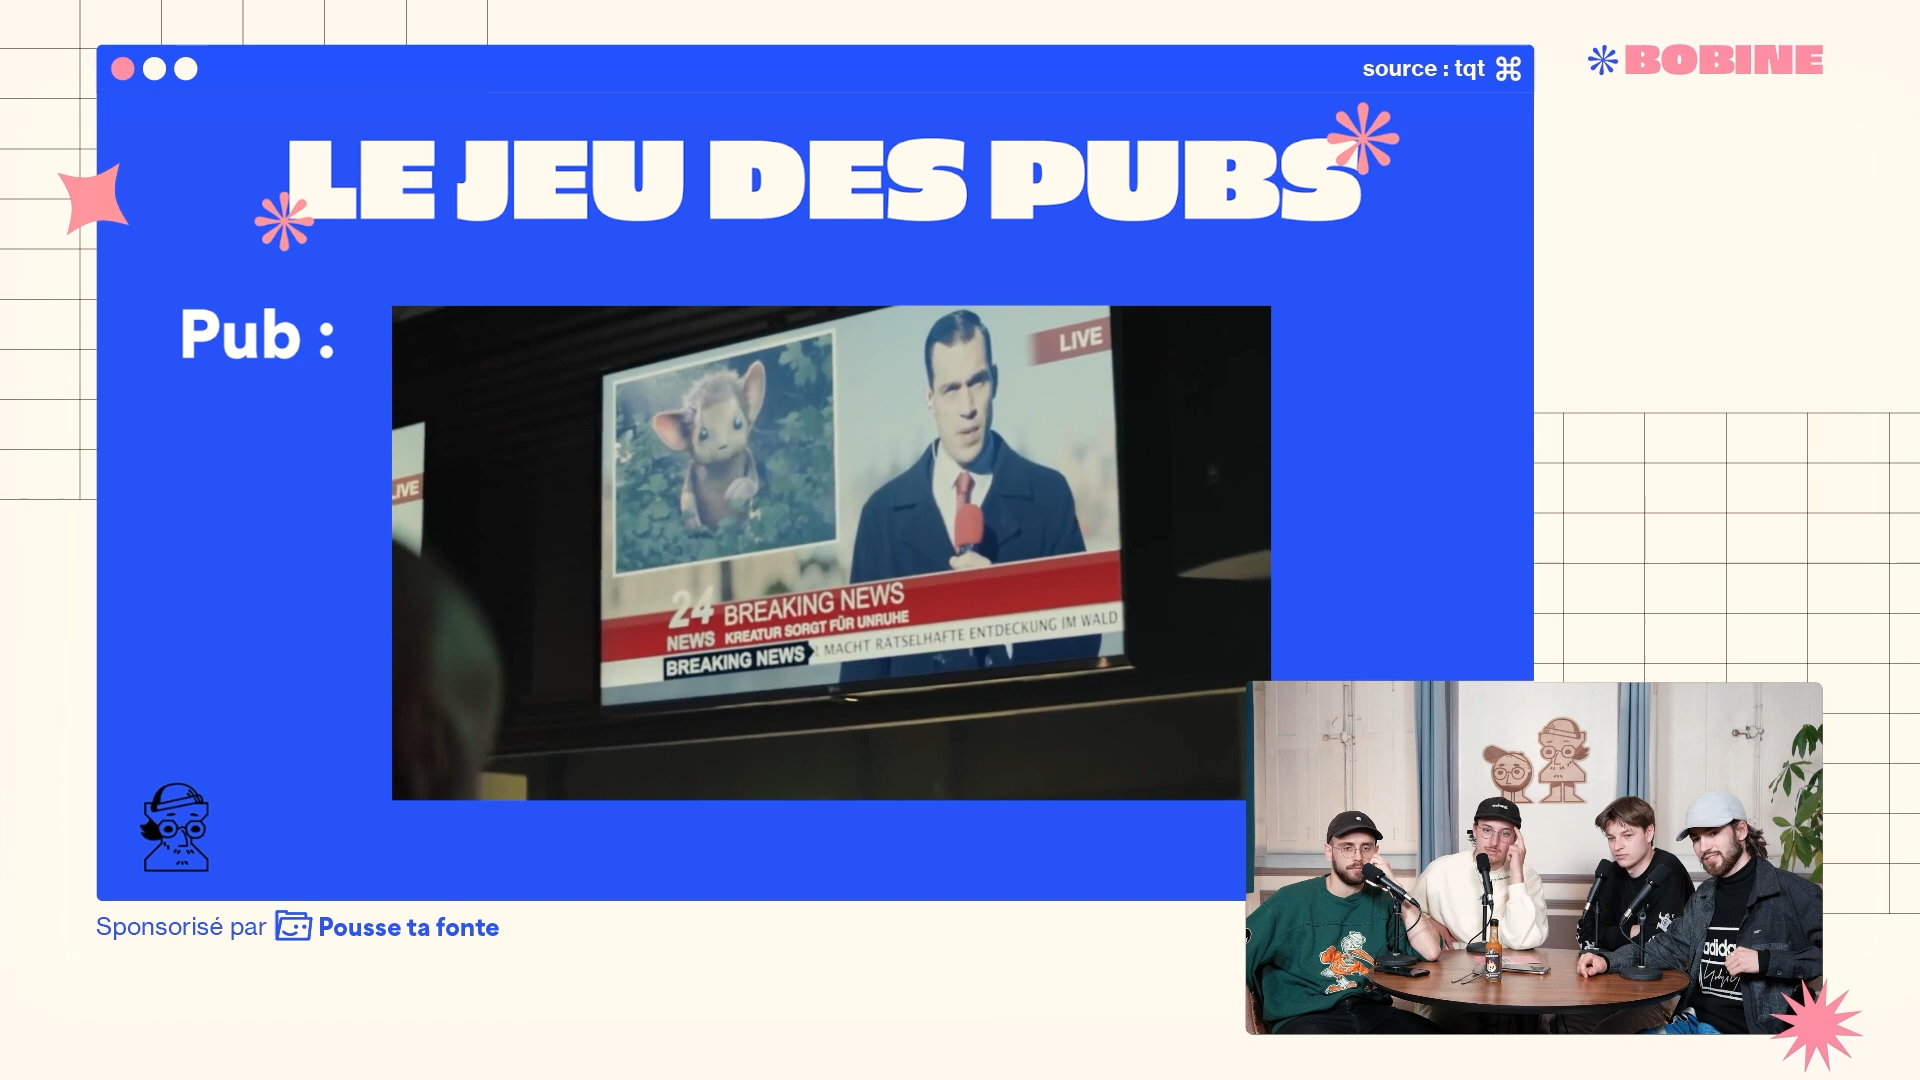 source : tqt
BOBINE
LE JEU DES PUBS
Pub :
LIVE
LIVE
24 BREAKING NEWS
NEWS KREATUR SORGT FÜR UNRUHE
BREAKING NEWS MACHT RÄTSELHAFTE ENTDECKUNG IM WALD
adidas
Sponsorisé par Pousse ta fonte